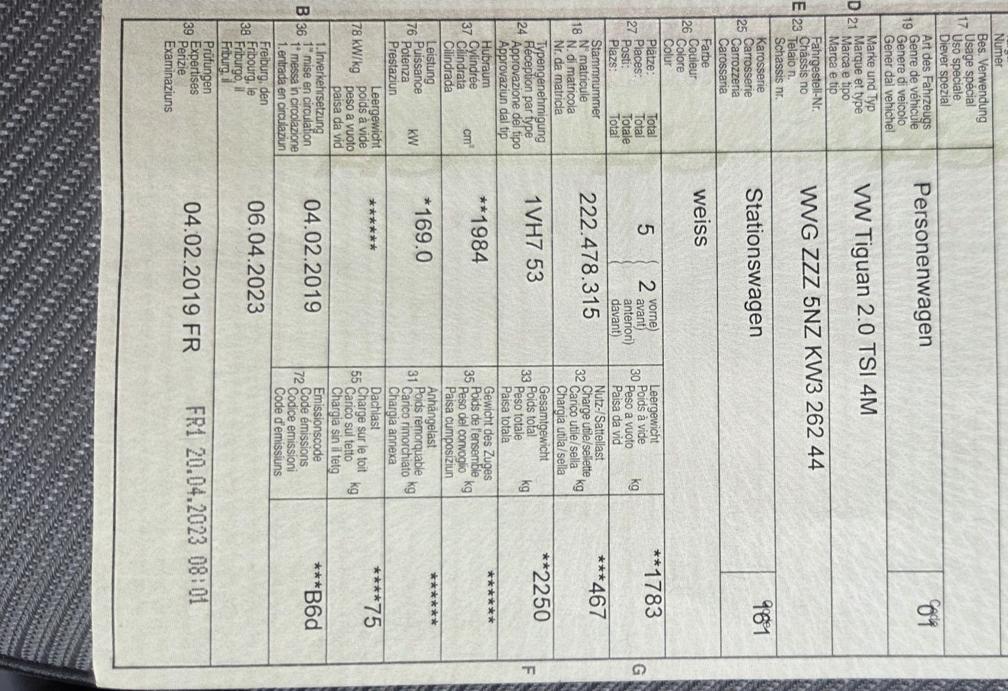 Bes. Verwendung
17 Usage spécial
Uso speciale
Diever spezial
Art des Fahrzeugs
19 Genre de véhicule
Genere di veicolo
Gener dal vehichel
Personenwagen
01
Marke und Typ
D 21 Marque et type
Marca e tipo
Marca e tip
VW Tiguan 2.0 TSI 4M
Fahrgestell-Nr.
E 23 Châssis no
Telaio n.
Schassis nr.
WVG ZZZ 5NZ KW3 262 44
Karosserie
25 Carrosserie
Carrozzeria
Carossaria
Stationswagen
181
Farbe
26 Couleur
Colore
Colur
weiss
Plätze: Total
27 Places: Total
Posti: Totale
Plazs: Total
5 ( 2 vorne)
avant)
anteriori)
davant)
Leergewicht
30 Poids à vide
Peso a vuoto kg
Paisa da vid
**1783
G
Stammnummer
18 N° matricule
N. di matricola
Nr. da matricla
222.478.315
Nutz-/Sattellast
32 Charge utile/sellette
Carico utile/sella kg
Chargia utila/sella
***467
Typengenehmigung
24 Réception par type
Approvazione del tipo
Approvaziun dal tip
1VH7 53
Gesamtgewicht
33 Poids total
Peso totale kg
Paisa totala
**2250
F
Hubraum
37 Cylindrée
Cilindrata cm³
Cilindrada
**1984
Gewicht des Zuges
35 Poids de l'ensemble
Peso del convoglio kg
Paisa cumposiziun
******
Leistung
76 Puissance
Potenza kW
Prestaziun
*169.0
Anhängelast
31 Poids remorquable
Carico rimorchiato kg
Chargia annexa
******
Leergewicht
78 kW/kg poids à vide
peso a vuoto
paisa da vid
******
Dachlast
55 Charge sur le toit
Carico sul tetto kg
Chargia sin il tetg
****75
1. Inverkehrsetzung
B 36 1re mise en circulation
1a messa in circolazione
1. entrada en circulaziun
04.02.2019
Emissionscode
72 Code émissions
Codice emissioni
Code d'emissiuns
***B6d
Freiburg, den
38 Fribourg, le
Friburgo, il
Friburg, il
06.04.2023
Prüfungen
39 Expertises
Perizie
Examinaziuns
04.02.2019 FR
FR1 20.04.2023 08:01